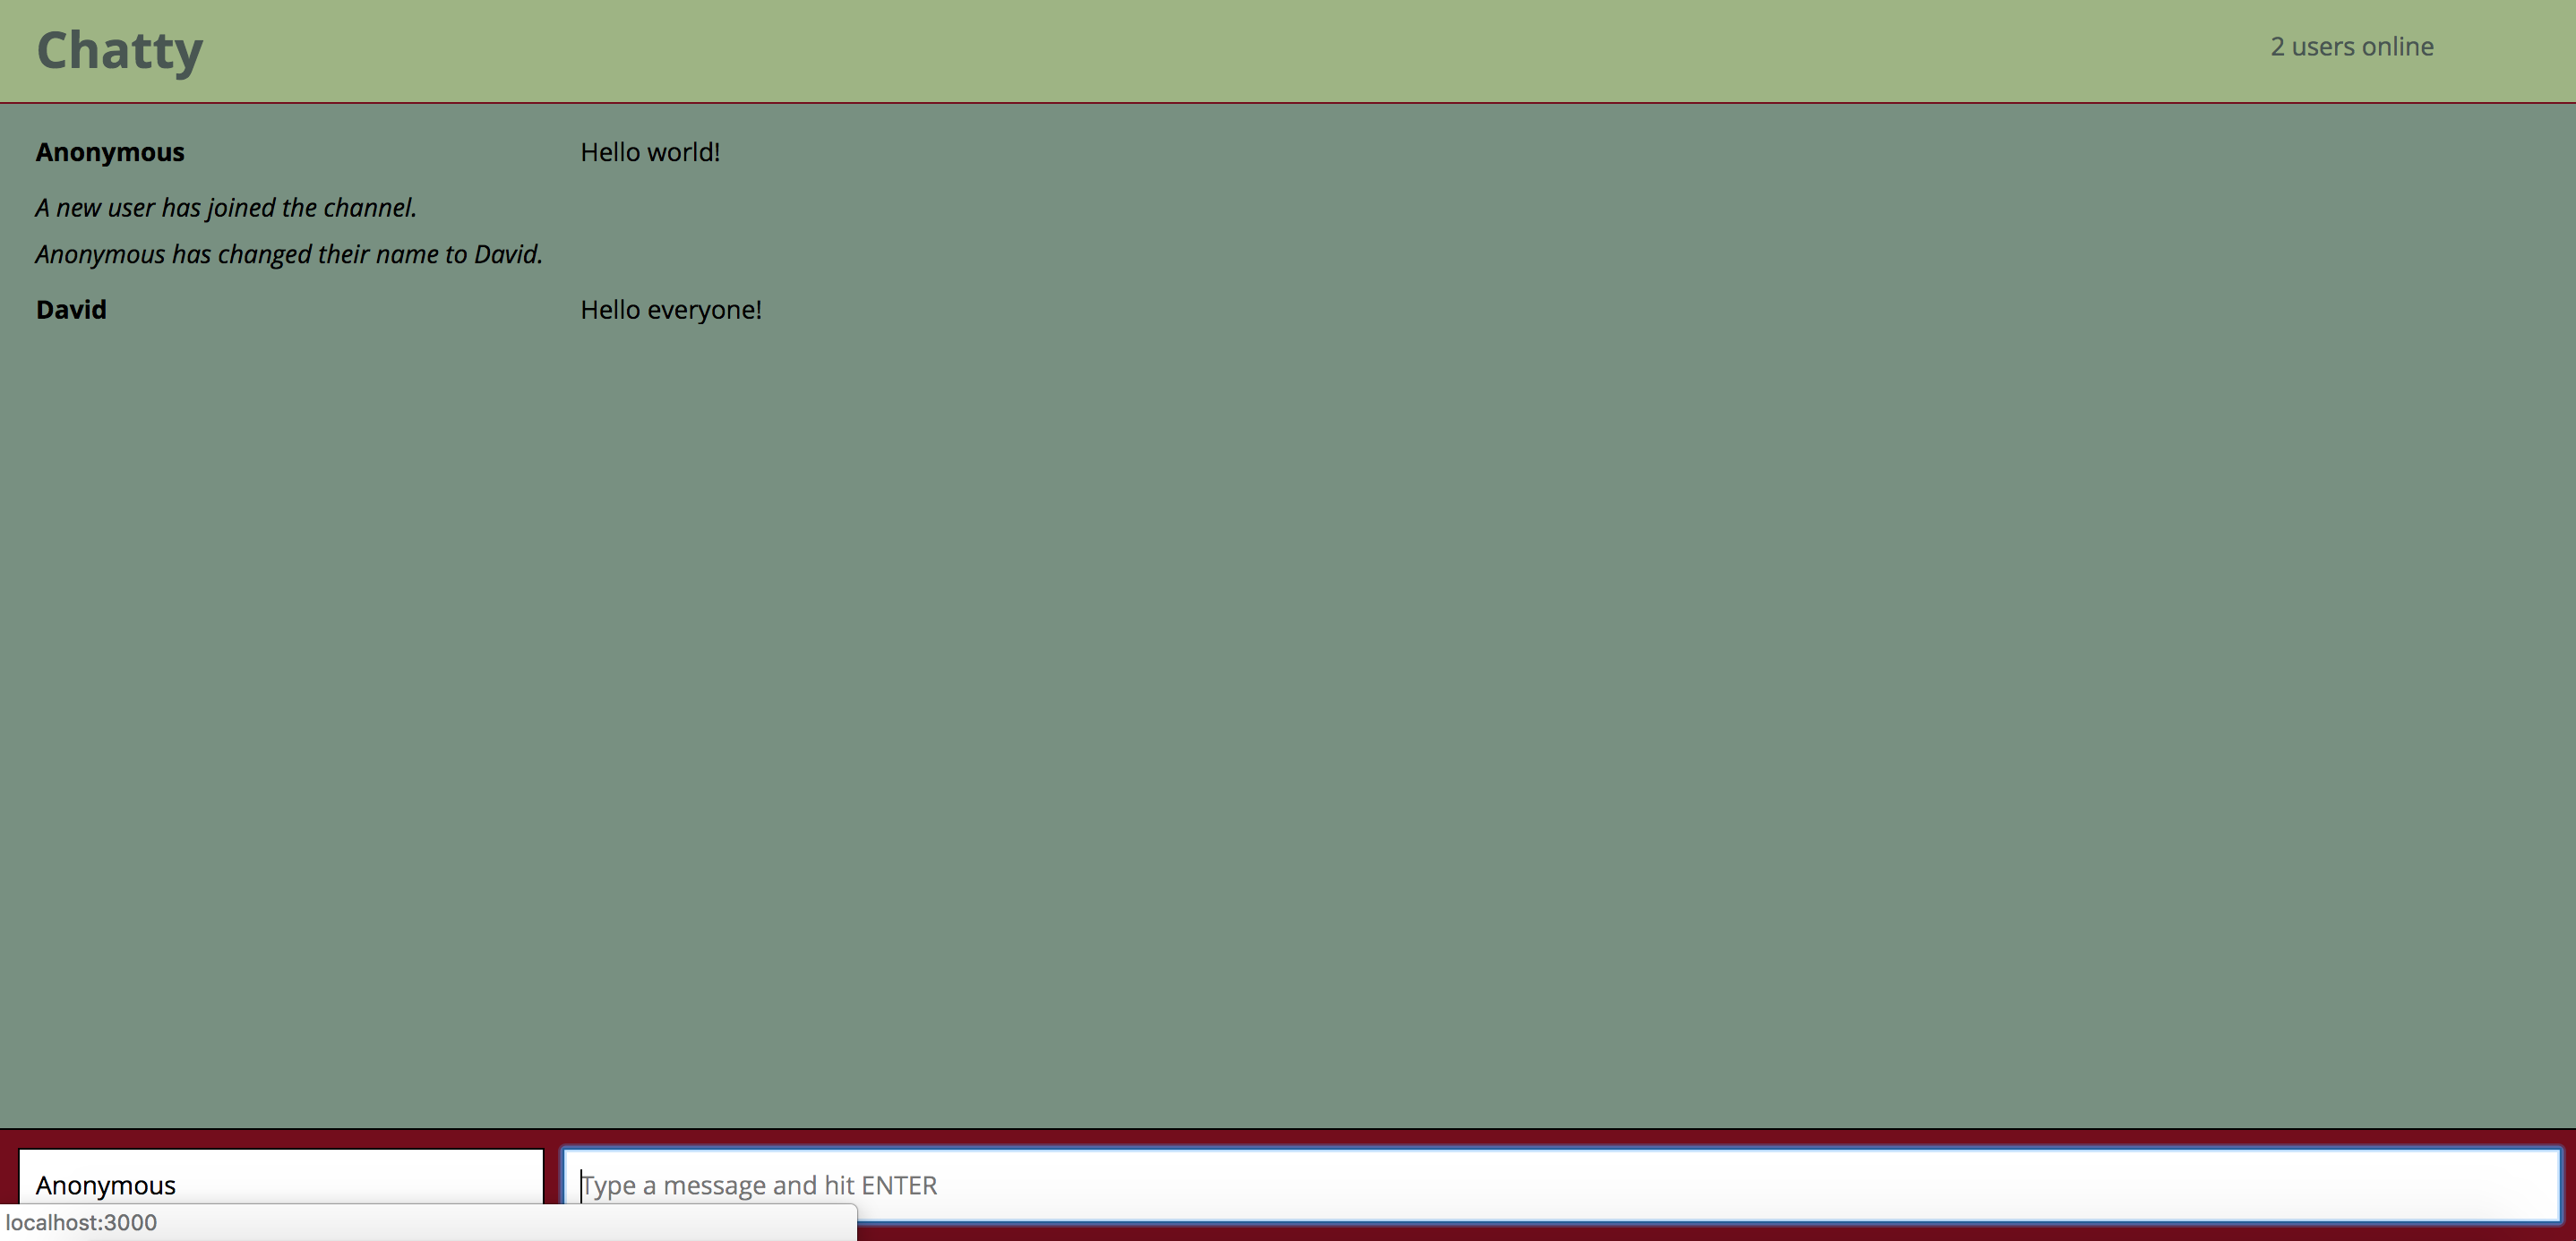 Chatty
2 users online
Anonymous Hello world!
A new user has joined the channel.
Anonymous has changed their name to David.
David Hello everyone!
Anonymous Type a message and hit ENTER
localhost:3000